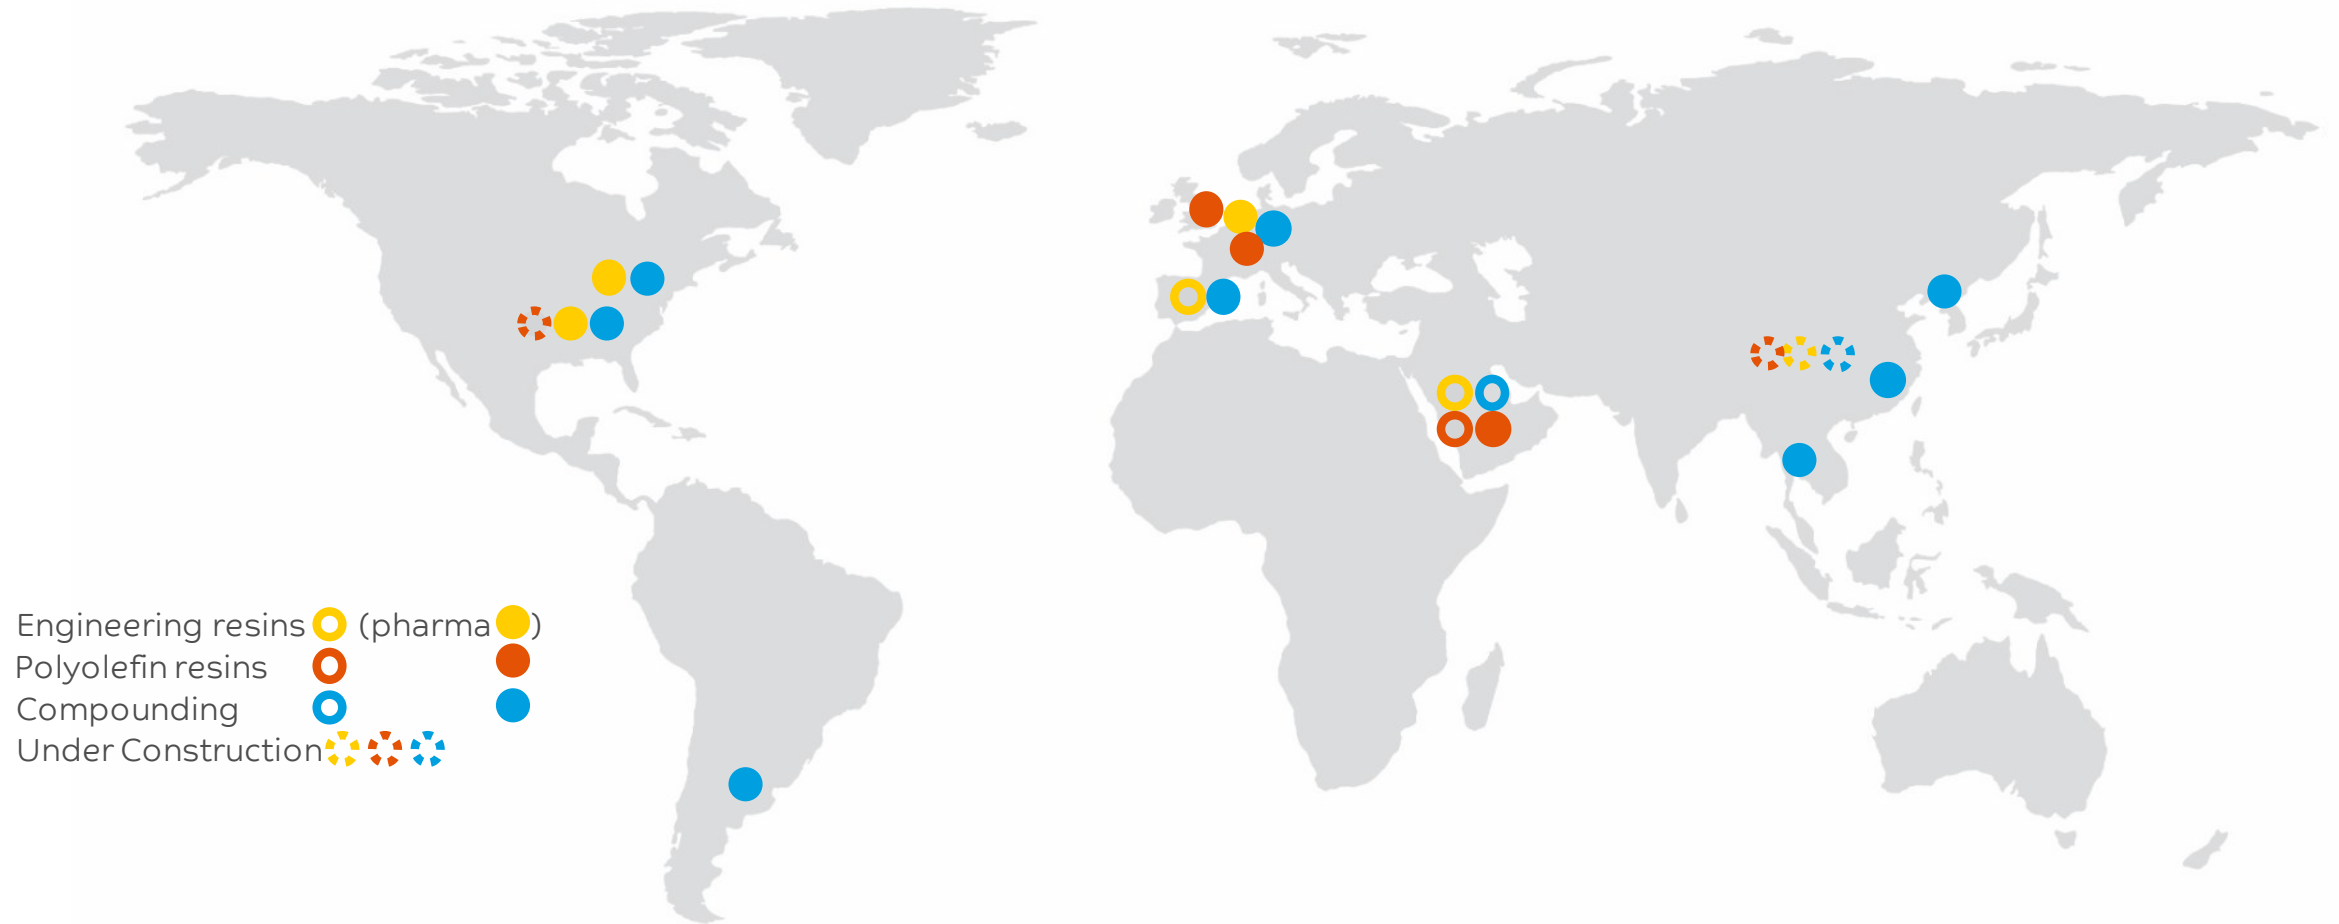 Engineering resins (pharma )
Polyolefin resins
Compounding
Under Construction